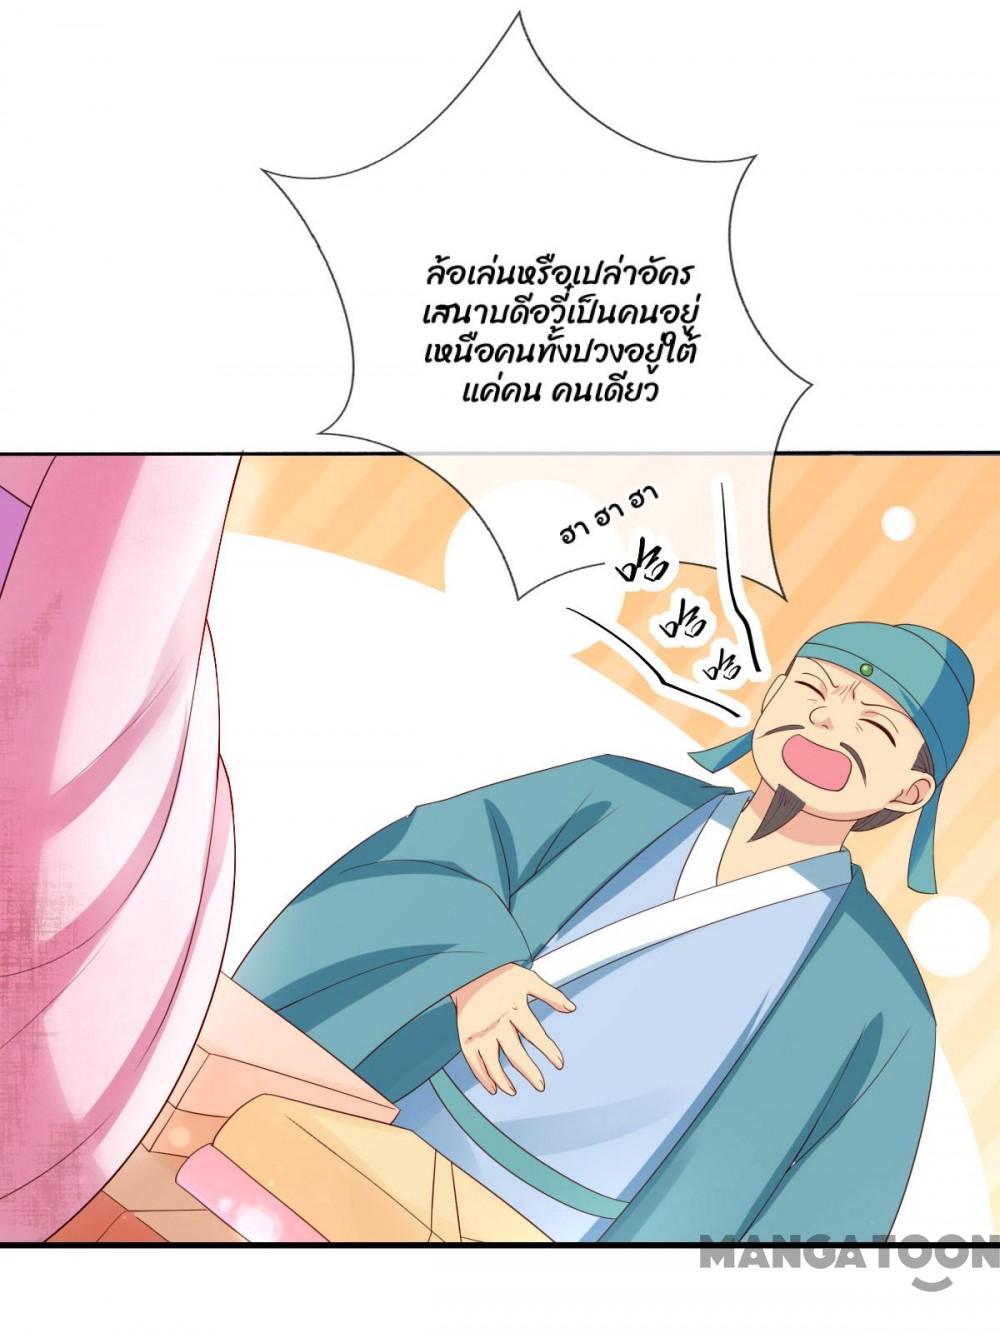 ล้อเล่นหรือเปล่าอัคร
เสนาบดีอวี๋เป็นคนอยู่
เหนือคนทั้งปวงอยู่ใต้
แค่คน คนเดียว
ฮา ฮา ฮา
哈
哈
哈
MANGATOON